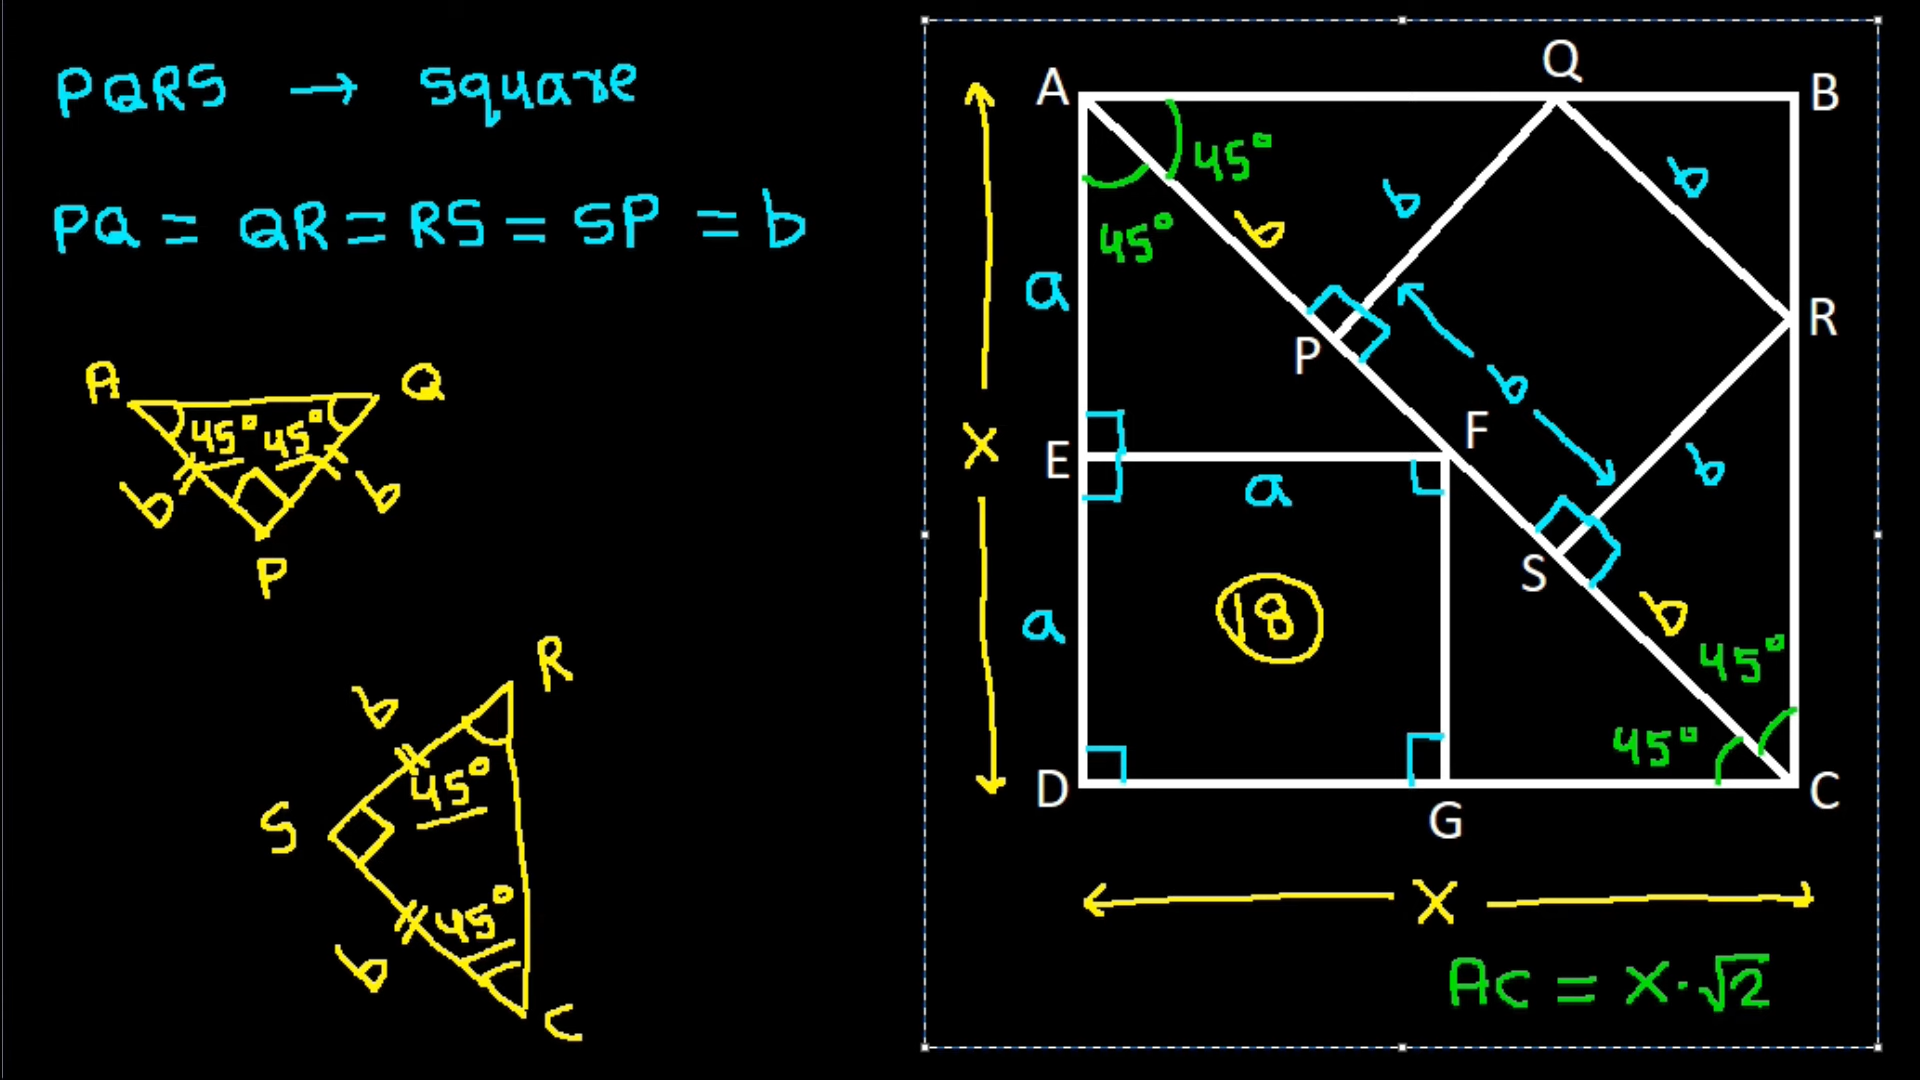 PQRS → square
PQ = QR = RS = SP = b
A Q
45° 45°
b b
P
R
b
45°
S
45°
b
C
Q
A B
45° b b
45° b
a
P R
b
X E F
a b
a 18 S b
45°
45°
D G C
X
AC = X·√2